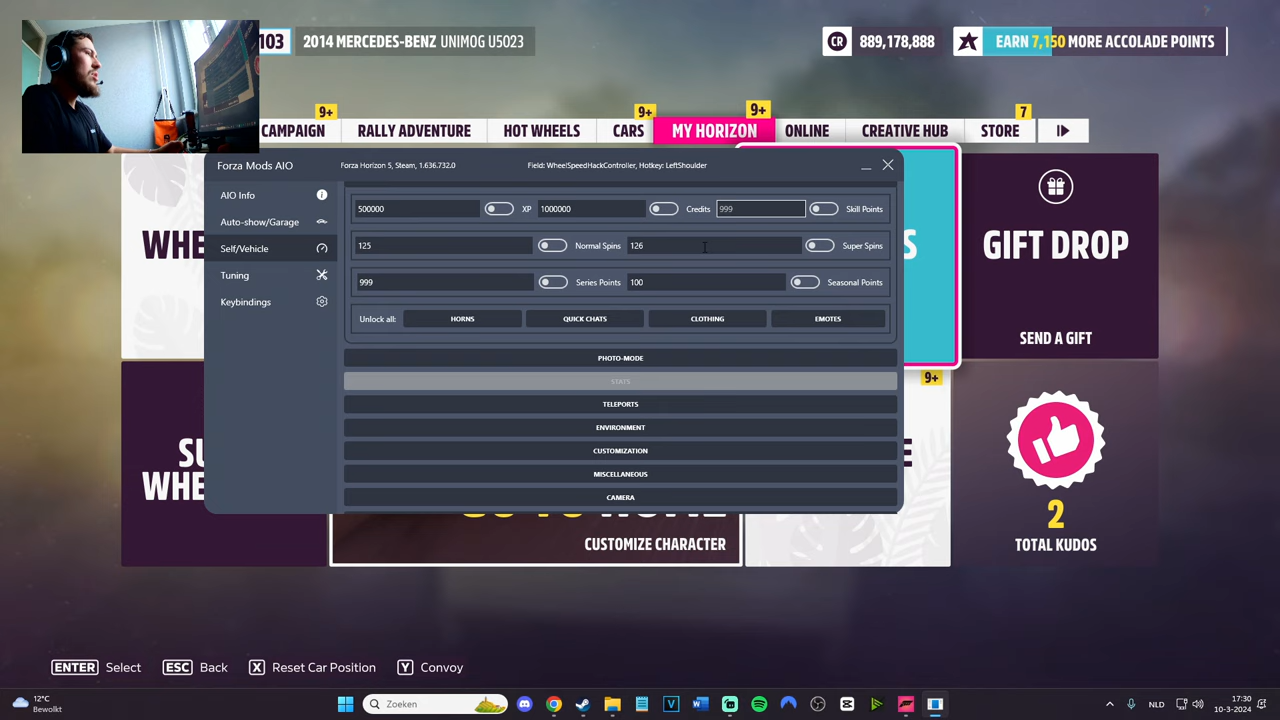 103
2014 MERCEDES-BENZ UNIMOG U5023
CR 889,178,888
EARN 7,150 MORE ACCOLADE POINTS
9+ 9+ 9+ 7
CAMPAIGN RALLY ADVENTURE HOT WHEELS CARS MY HORIZON ONLINE CREATIVE HUB STORE
Forza Mods AIO Forza Horizon 5, Steam, 1.636.732.0 Field: WheelSpeedHackController, Hotkey: LeftShoulder
AIO Info
Auto-show/Garage
Self/Vehicle
Tuning
Keybindings
500000 XP 1000000 Credits 999 Skill Points
125 Normal Spins 126 Super Spins
999 Series Points 100 Seasonal Points
Unlock all: HORNS QUICK CHATS CLOTHING EMOTES
PHOTO-MODE
STATS
TELEPORTS
ENVIRONMENT
CUSTOMIZATION
MISCELLANEOUS
CAMERA
WHE
S
GIFT DROP
SEND A GIFT
9+
SU
WHE
E
CUSTOMIZE CHARACTER
2
TOTAL KUDOS
ENTER Select ESC Back X Reset Car Position Y Convoy
12°C
Bewolkt
Zoeken
NLD
17:30
10-3-2024